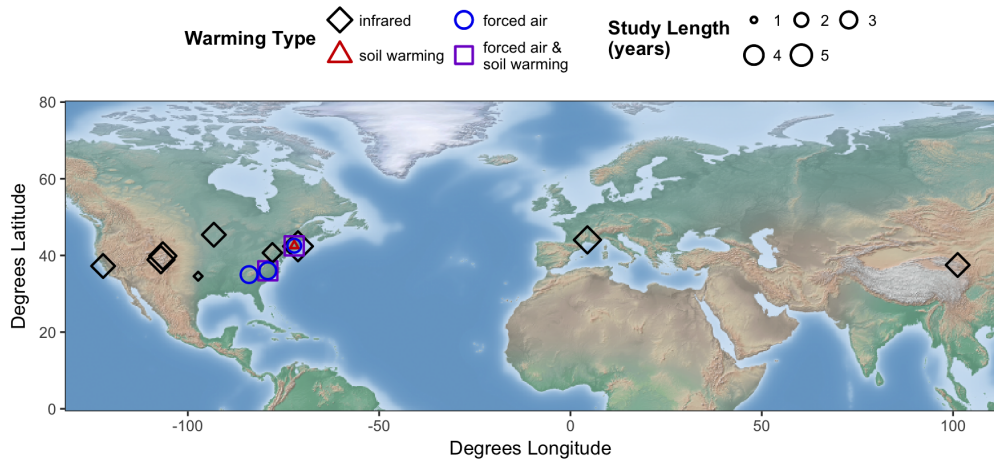 Warming Type
infrared
forced air
soil warming
forced air &
soil warming
Study Length
(years)
1
2
3
4
5
Degrees Latitude
80
60
40
20
0
-100
-50
0
50
100
Degrees Longitude